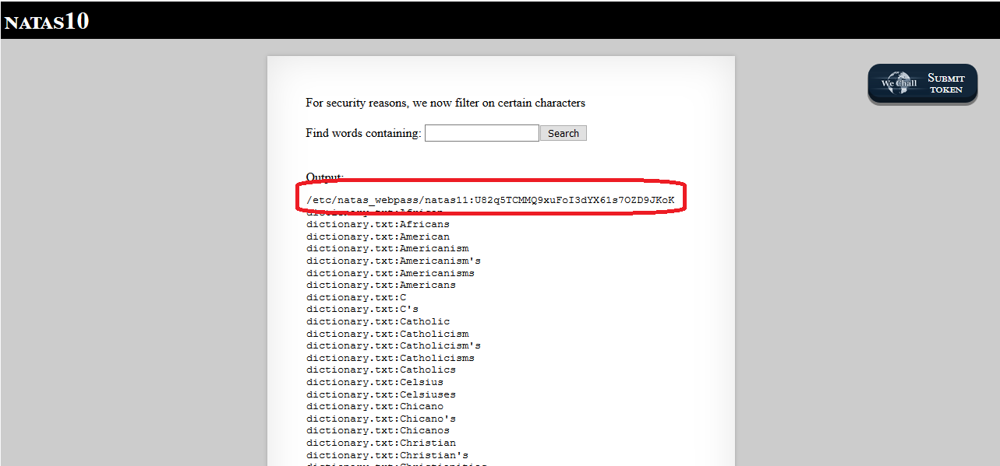 NATAS10
We Chall
SUBMIT TOKEN
For security reasons, we now filter on certain characters
Find words containing: Search
Output:
/etc/natas_webpass/natas11:U82q5TCMMQ9xuFoI3dYX61s7OZD9JKoK
dictionary.txt:African
dictionary.txt:Africans
dictionary.txt:American
dictionary.txt:Americanism
dictionary.txt:Americanism's
dictionary.txt:Americanisms
dictionary.txt:Americans
dictionary.txt:C
dictionary.txt:C's
dictionary.txt:Catholic
dictionary.txt:Catholicism
dictionary.txt:Catholicism's
dictionary.txt:Catholicisms
dictionary.txt:Catholics
dictionary.txt:Celsius
dictionary.txt:Celsiuses
dictionary.txt:Chicano
dictionary.txt:Chicano's
dictionary.txt:Chicanos
dictionary.txt:Christian
dictionary.txt:Christian's